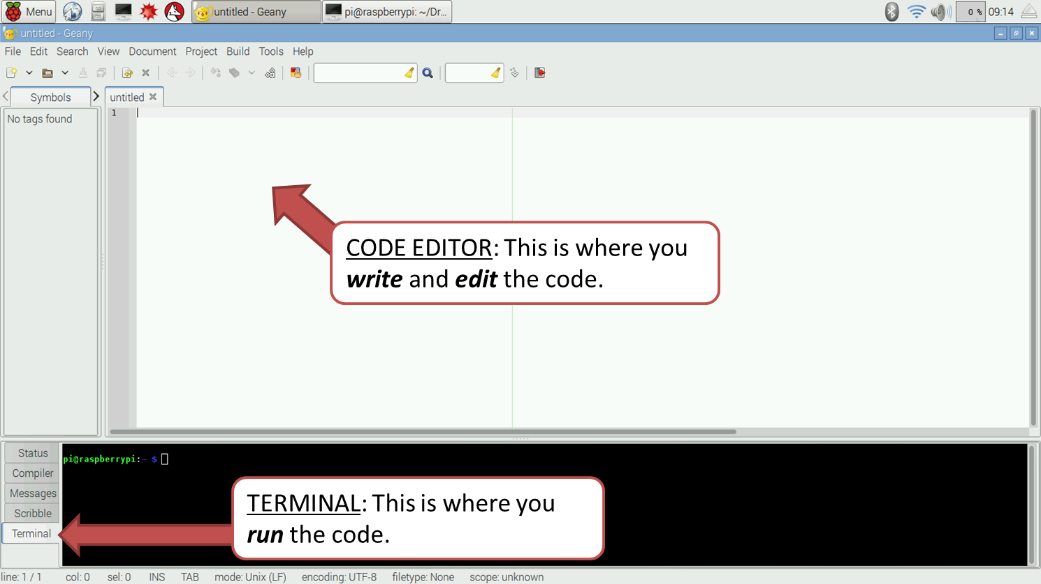 Menu untitled - Geany pi@raspberrypi: ~/Dr... 0 % 09:14
untitled - Geany
File Edit Search View Document Project Build Tools Help
Symbols untitled
No tags found
1
CODE EDITOR: This is where you
write and edit the code.
Status
pi@raspberrypi:~ $
Compiler
Messages
Scribble
Terminal
TERMINAL: This is where you
run the code.
line: 1 / 1 col: 0 sel: 0 INS TAB mode: Unix (LF) encoding: UTF-8 filetype: None scope: unknown